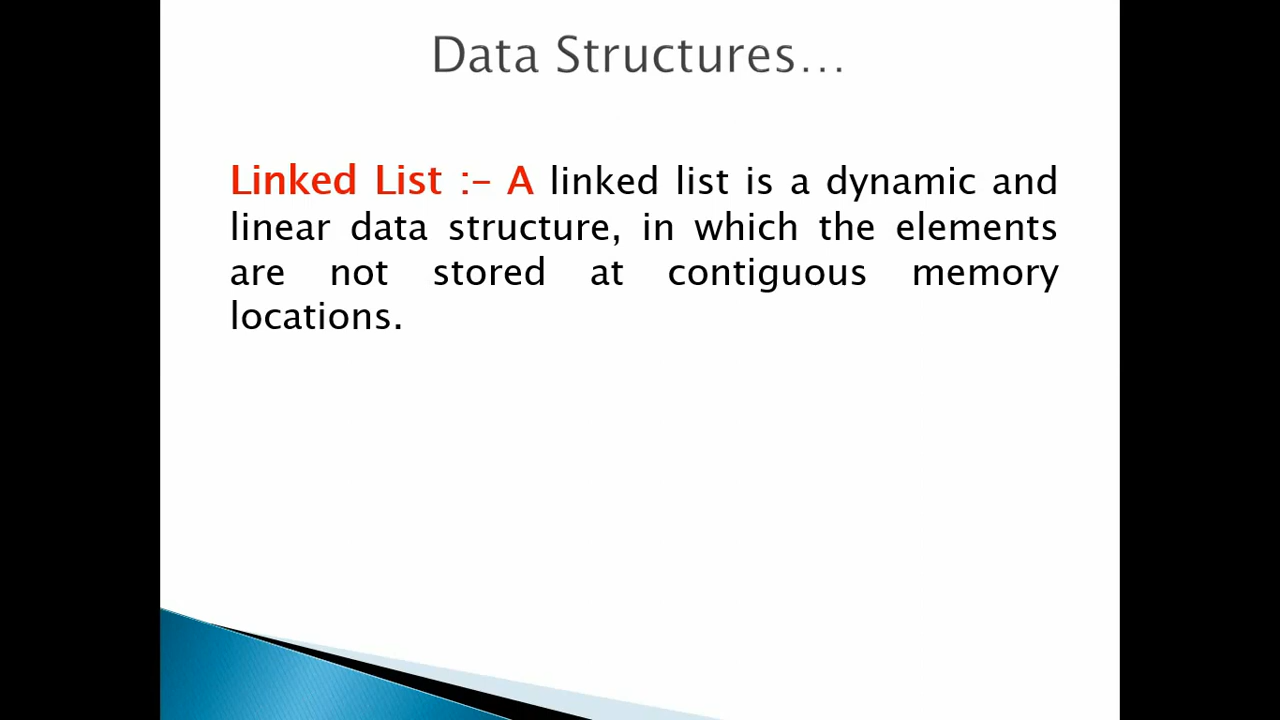 Data Structures...
Linked List :- A linked list is a dynamic and
linear data structure, in which the elements
are not stored at contiguous memory
locations.